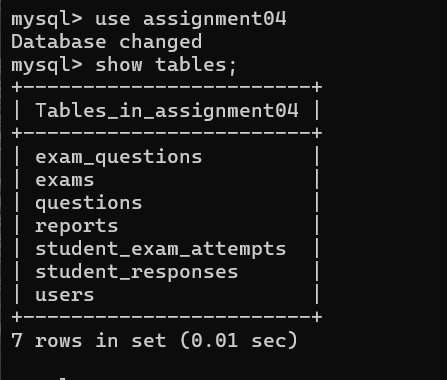 mysql> use assignment04
Database changed
mysql> show tables;
+------------------------+
| Tables_in_assignment04 |
+------------------------+
| exam_questions         |
| exams                  |
| questions              |
| reports                |
| student_exam_attempts  |
| student_responses      |
| users                  |
+------------------------+
7 rows in set (0.01 sec)